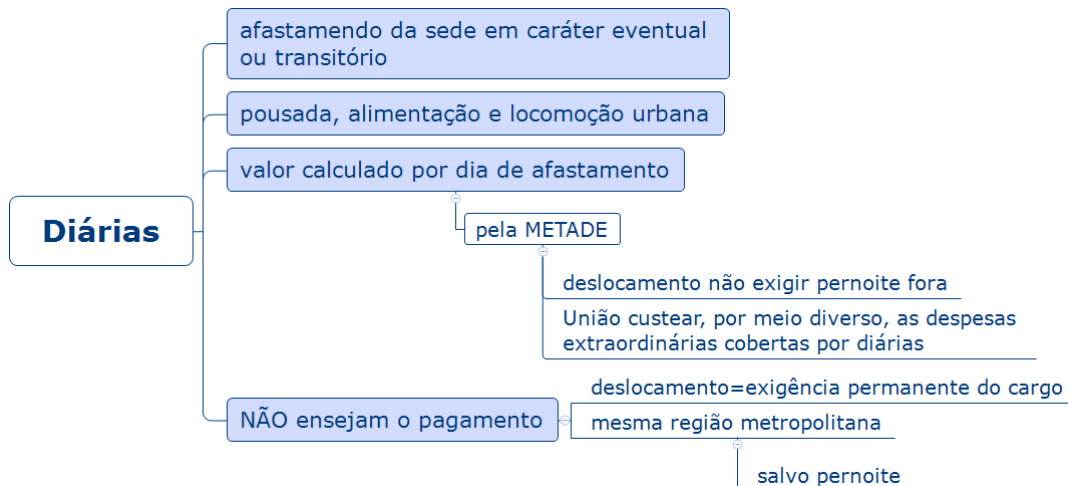 afastamendo da sede em caráter eventual
ou transitório
pousada, alimentação e locomoção urbana
valor calculado por dia de afastamento
Diárias
pela METADE
deslocamento não exigir pernoite fora
União custear, por meio diverso, as despesas
extraordinárias cobertas por diárias
NÃO ensejam o pagamento
deslocamento=exigência permanente do cargo
mesma região metropolitana
salvo pernoite